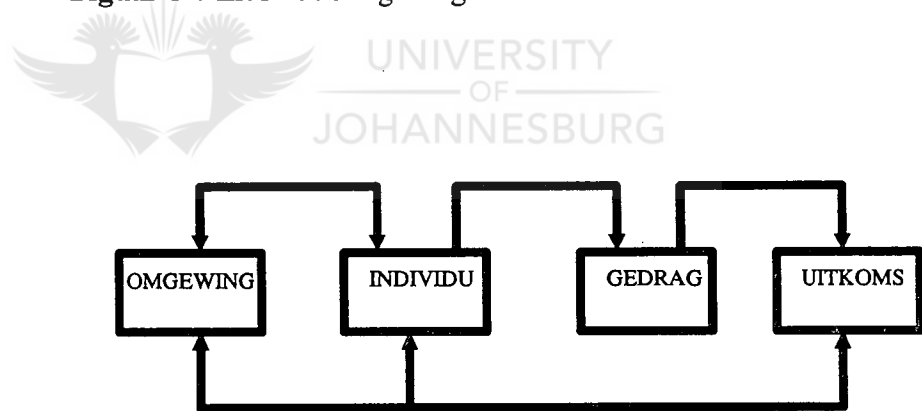 UNIVERSITY
OF
JOHANNESBURG
OMGEWING INDIVIDU GEDRAG UITKOMS